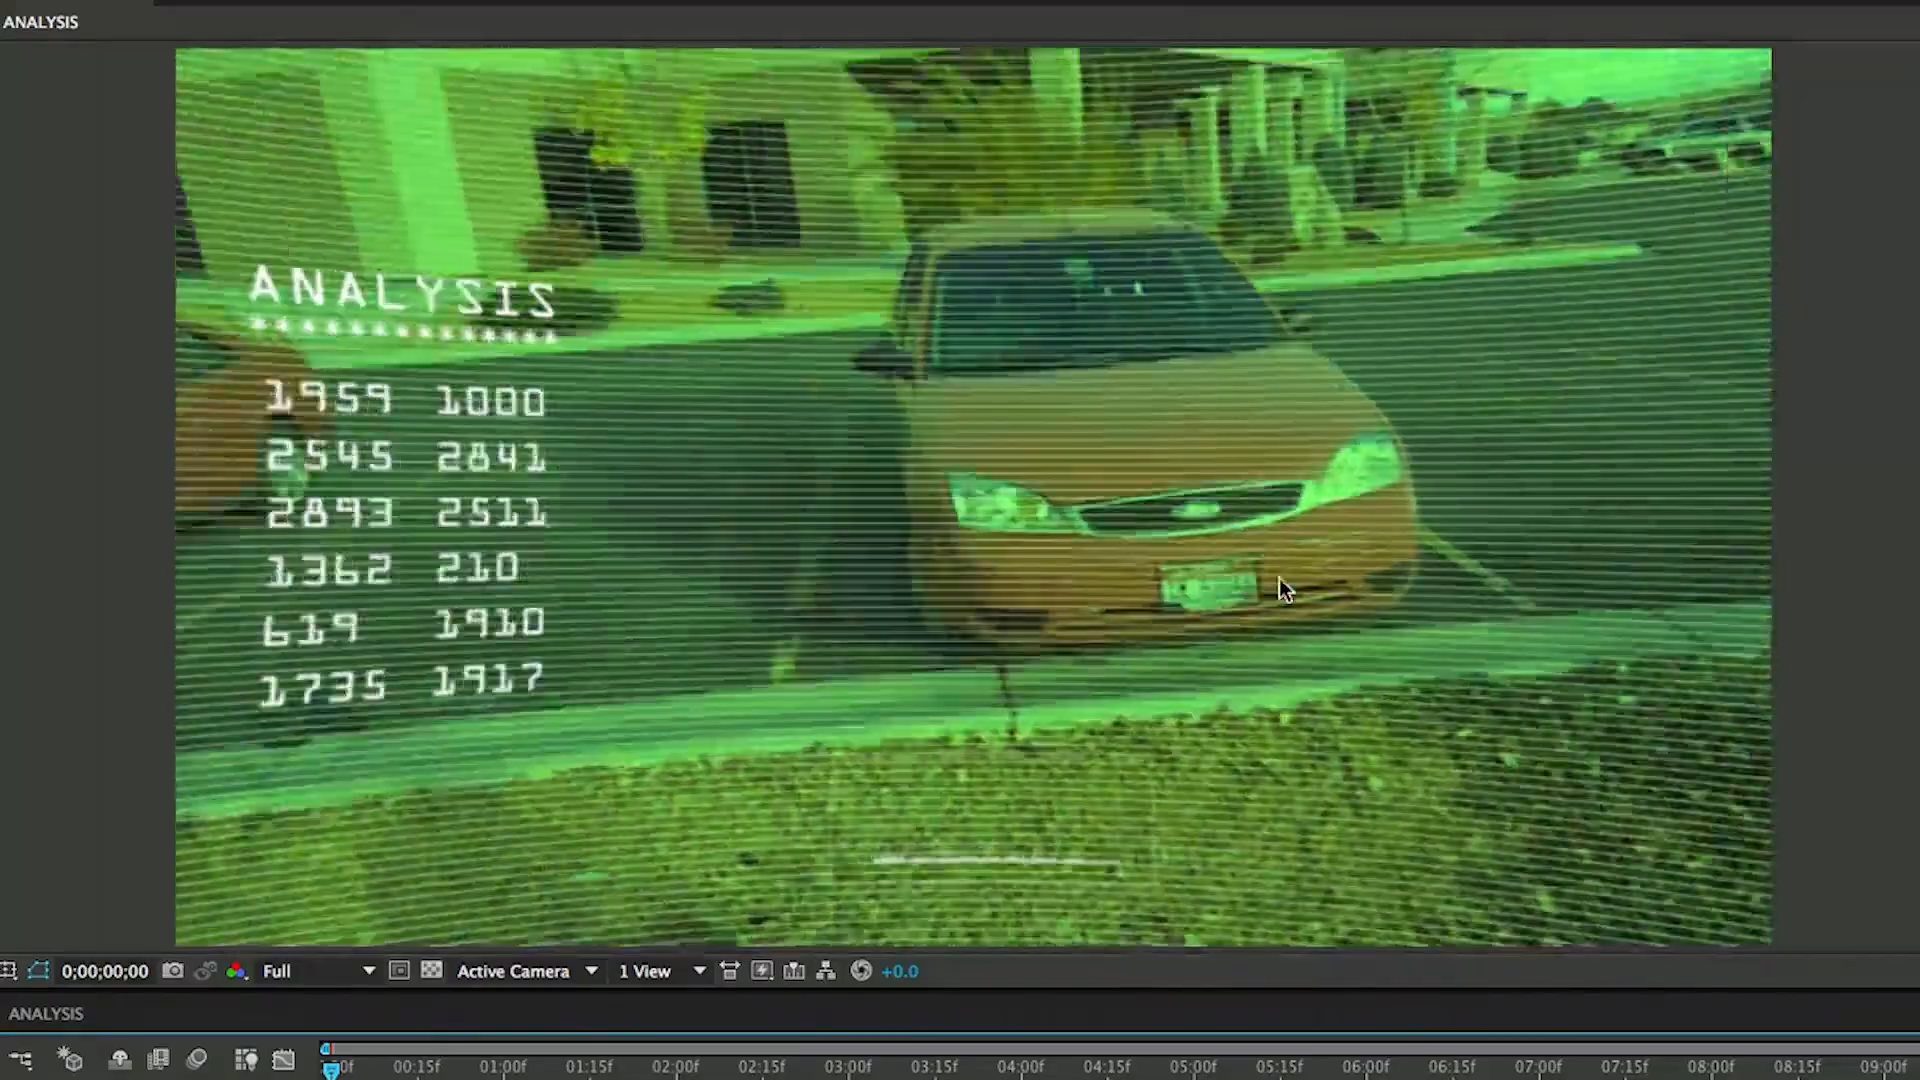 ANALYSIS
ANALYSIS
*************
1959 1000
2545 2841
2893 2511
1362 210
619 1910
1735 1917
0;00;00;00 Full Active Camera 1 View +0.0
ANALYSIS
00:15f 01:00f 01:15f 02:00f 02:15f 03:00f 03:15f 04:00f 04:15f 05:00f 05:15f 06:00f 06:15f 07:00f 07:15f 08:00f 08:15f 09:00f